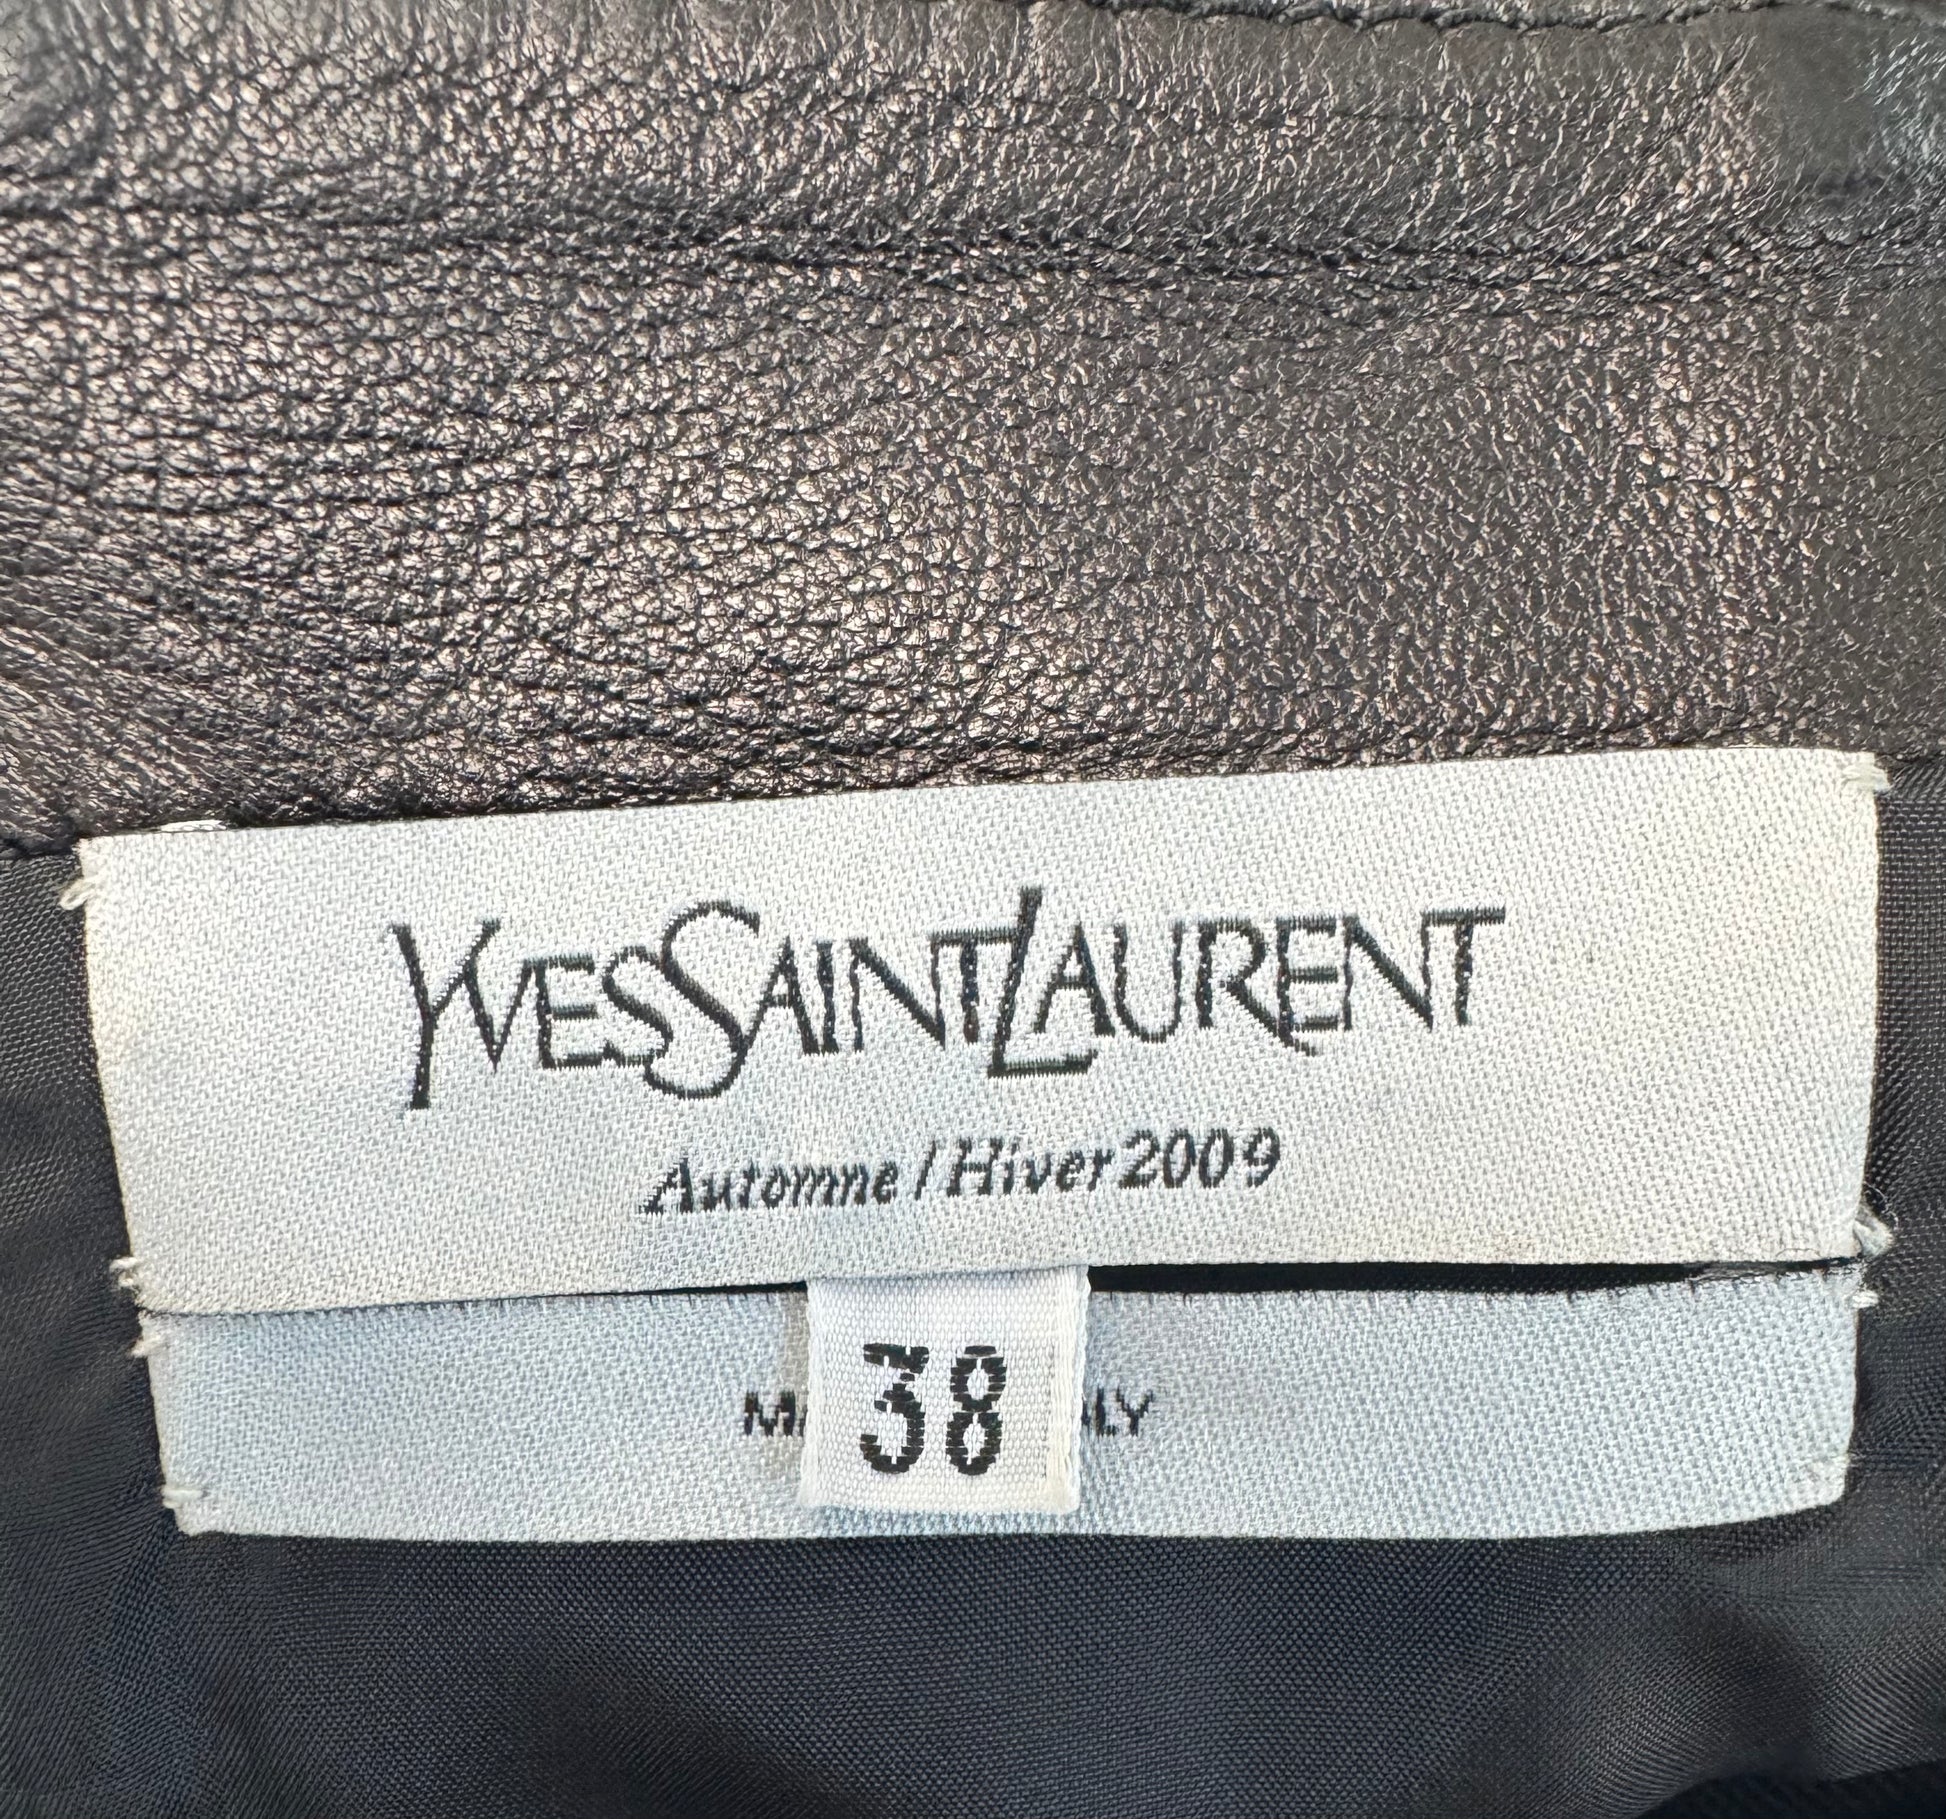 YVESSAINTLAURENT
Automne / Hiver 2009
38